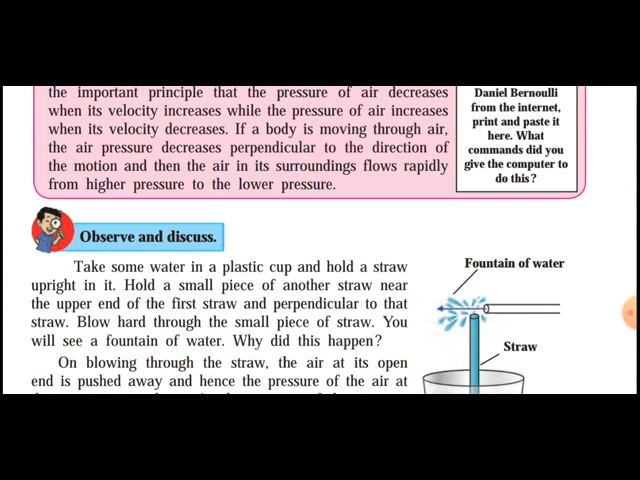 the important principle that the pressure of air decreases
when its velocity increases while the pressure of air increases
when its velocity decreases. If a body is moving through air,
the air pressure decreases perpendicular to the direction of
the motion and then the air in its surroundings flows rapidly
from higher pressure to the lower pressure.
Daniel Bernoulli
from the internet,
print and paste it
here. What
commands did you
give the computer to
do this?
Observe and discuss.
Take some water in a plastic cup and hold a straw
upright in it. Hold a small piece of another straw near
the upper end of the first straw and perpendicular to that
straw. Blow hard through the small piece of straw. You
will see a fountain of water. Why did this happen?
On blowing through the straw, the air at its open
end is pushed away and hence the pressure of the air at
Fountain of water
Straw